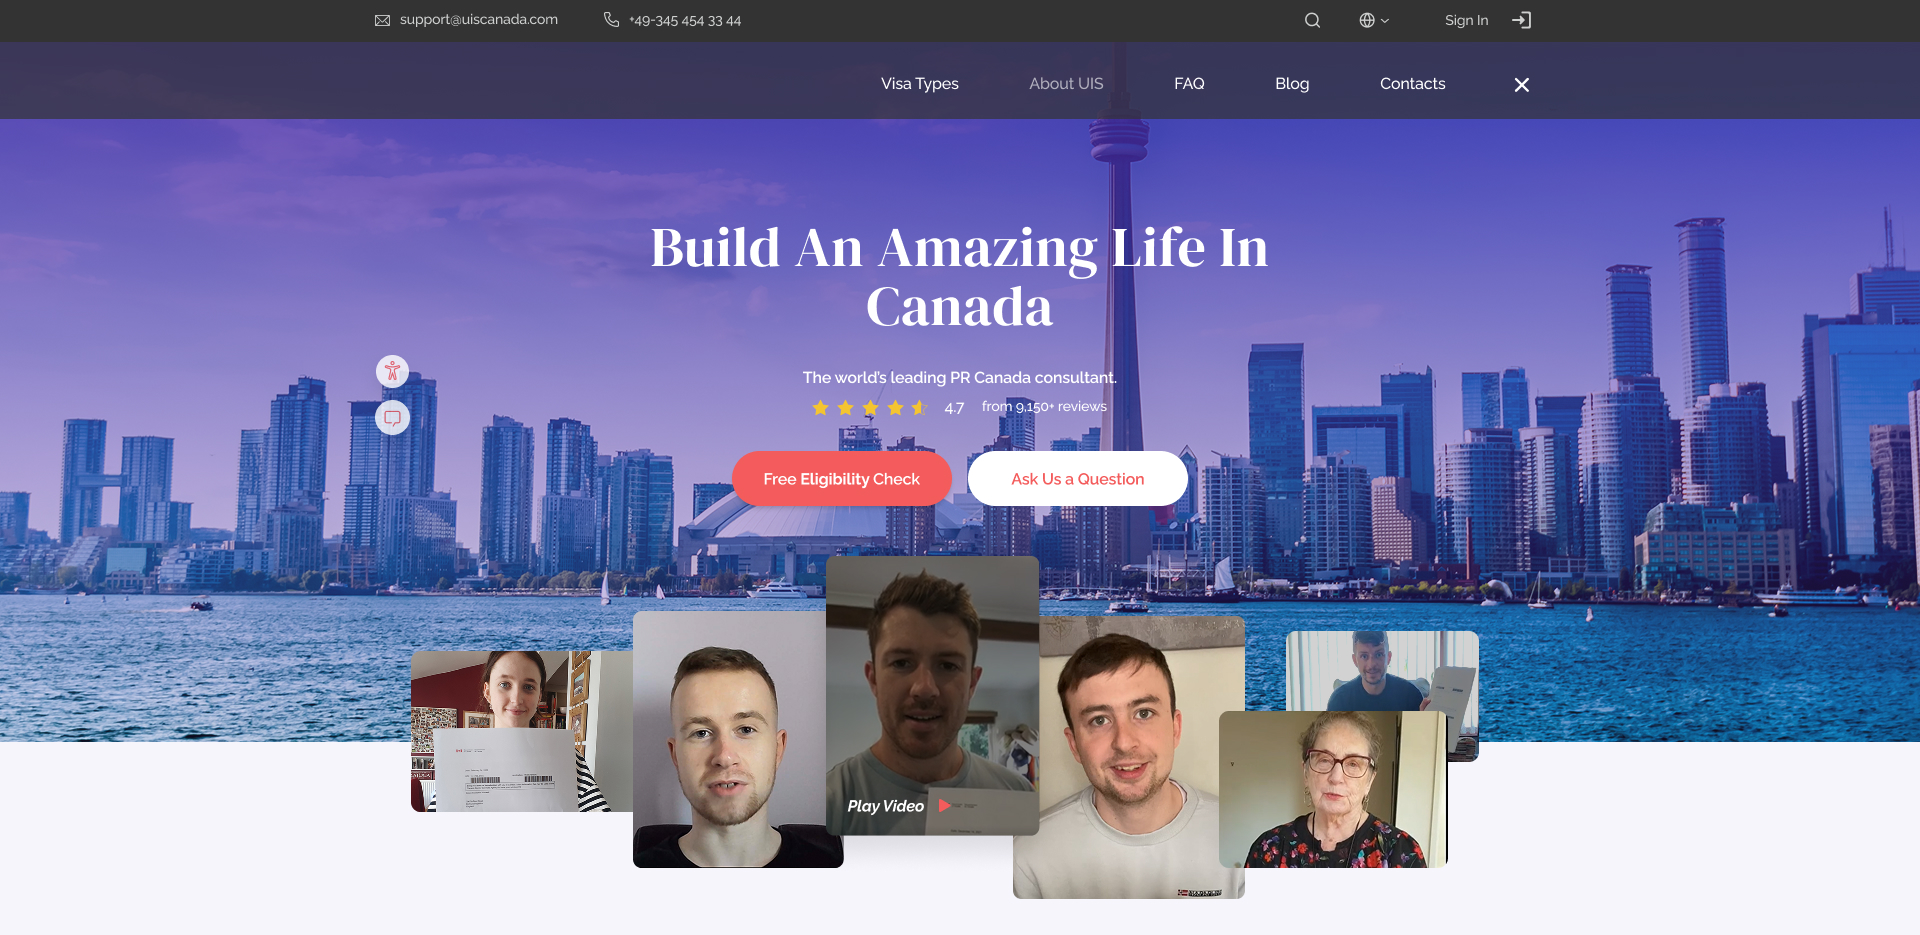 support@uiscanada.com
+49-345 454 33 44
Sign In
Visa Types
About UIS
FAQ
Blog
Contacts
Build An Amazing Life In
Canada
The world's leading PR Canada consultant.
4.7
from 9,150+ reviews
Free Eligibility Check
Ask Us a Question
Play Video